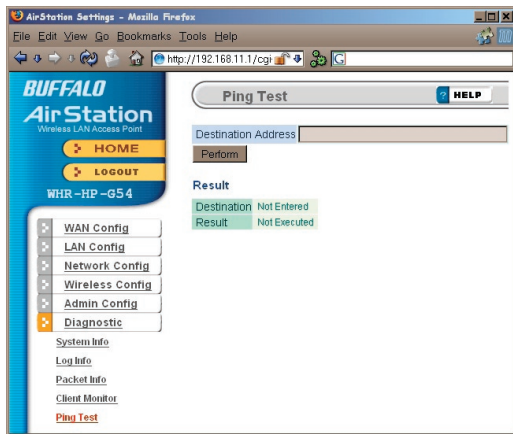 AirStation Settings - Mozilla Firefox
File Edit View Go Bookmarks Tools Help
http://192.168.11.1/cgi
BUFFALO
AirStation
Wireless LAN Access Point
HOME
LOGOUT
WHR-HP-G54
WAN Config
LAN Config
Network Config
Wireless Config
Admin Config
Diagnostic
System Info
Log Info
Packet Info
Client Monitor
Ping Test
Ping Test
? HELP
Destination Address
Perform
Result
Destination Not Entered
Result Not Executed